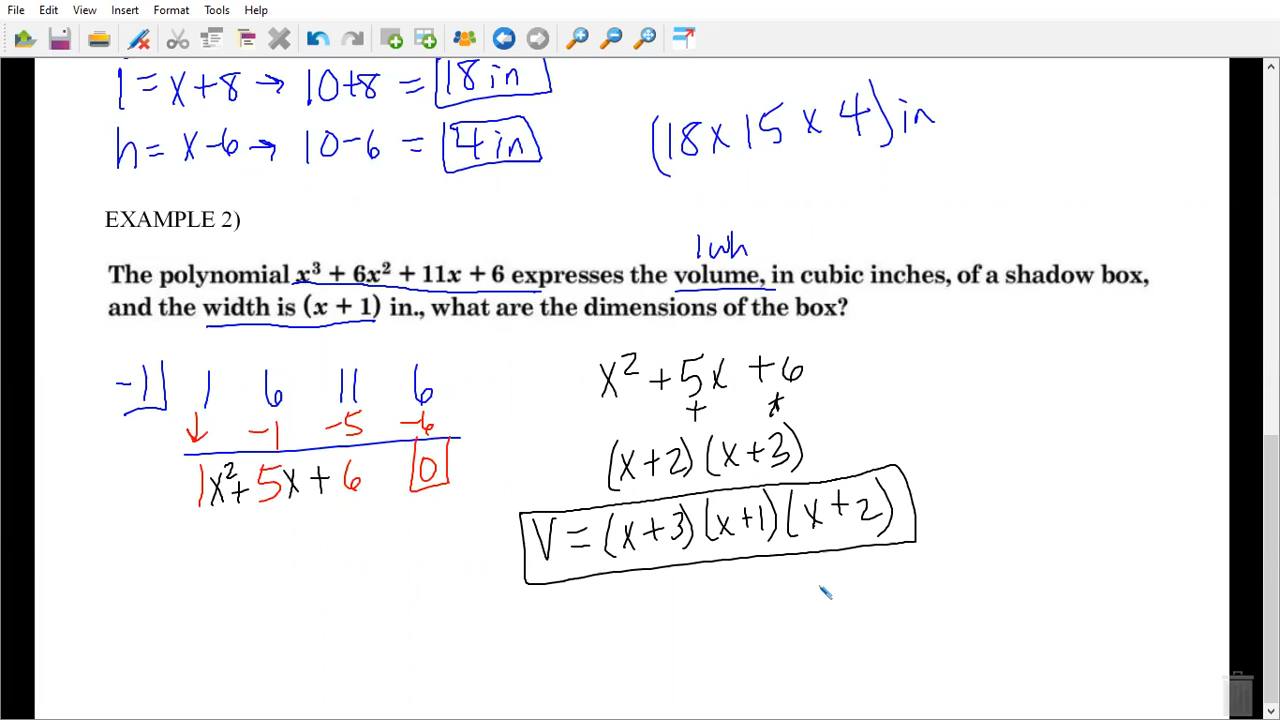 File Edit View Insert Format Tools Help
l = x+8 → 10+8 = 18 in
h = x-6 → 10-6 = 4 in
(18 x 15 x 4) in
EXAMPLE 2)
lwh
The polynomial x³ + 6x² + 11x + 6 expresses the volume, in cubic inches, of a shadow box,
and the width is (x + 1) in., what are the dimensions of the box?
-1| 1 6 11 6
↓ -1 -5 -6
1x² + 5x + 6 0
x² + 5x + 6
+ *
(x+2)(x+3)
V = (x+3)(x+1)(x+2)